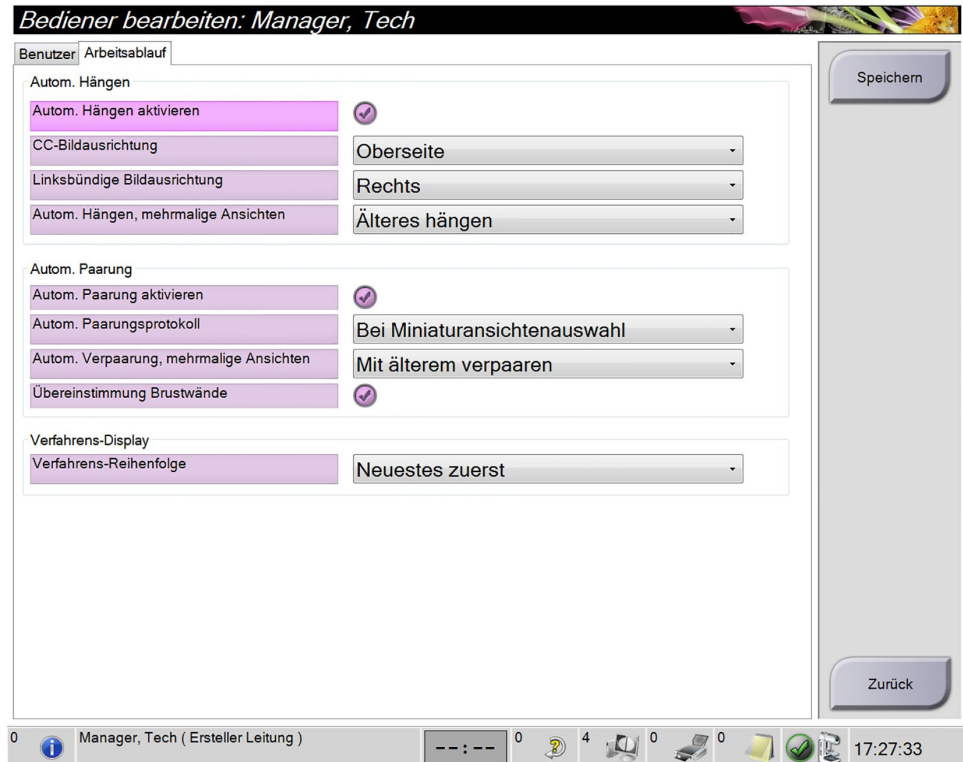 Bediener bearbeiten: Manager, Tech
Benutzer Arbeitsablauf
Speichern
Autom. Hängen
Autom. Hängen aktivieren
CC-Bildausrichtung Oberseite
Linksbündige Bildausrichtung Rechts
Autom. Hängen, mehrmalige Ansichten Älteres hängen
Autom. Paarung
Autom. Paarung aktivieren
Autom. Paarungsprotokoll Bei Miniaturansichtenauswahl
Autom. Verpaarung, mehrmalige Ansichten Mit älterem verpaaren
Übereinstimmung Brustwände
Verfahrens-Display
Verfahrens-Reihenfolge Neuestes zuerst
Zurück
0 Manager, Tech ( Ersteller Leitung ) --:-- 0 4 0 0 17:27:33